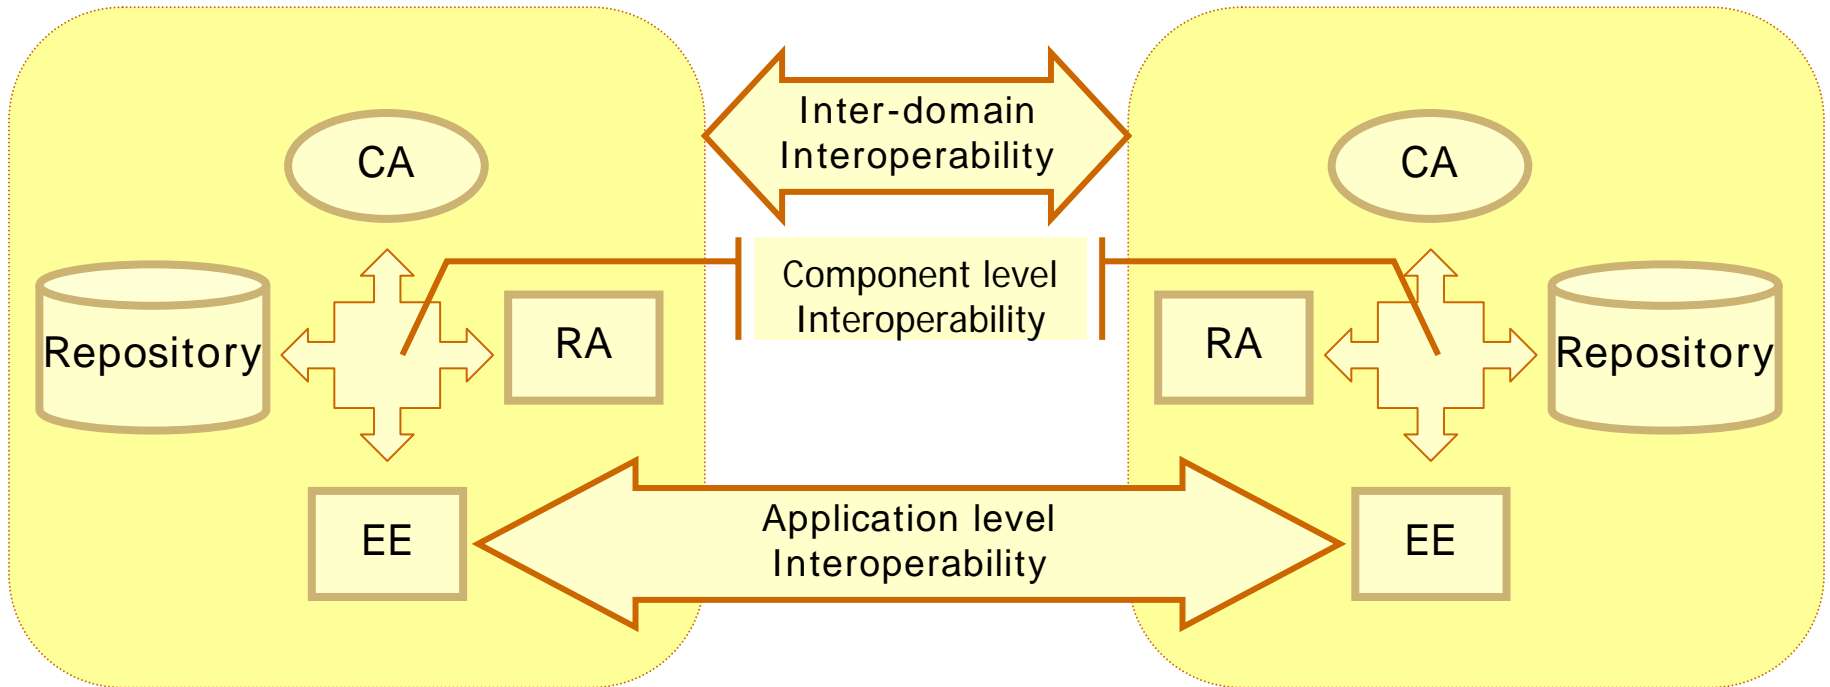 Inter-domain
Interoperability
CA
CA
Component level
Interoperability
Repository
RA
RA
Repository
Application level
Interoperability
EE
EE